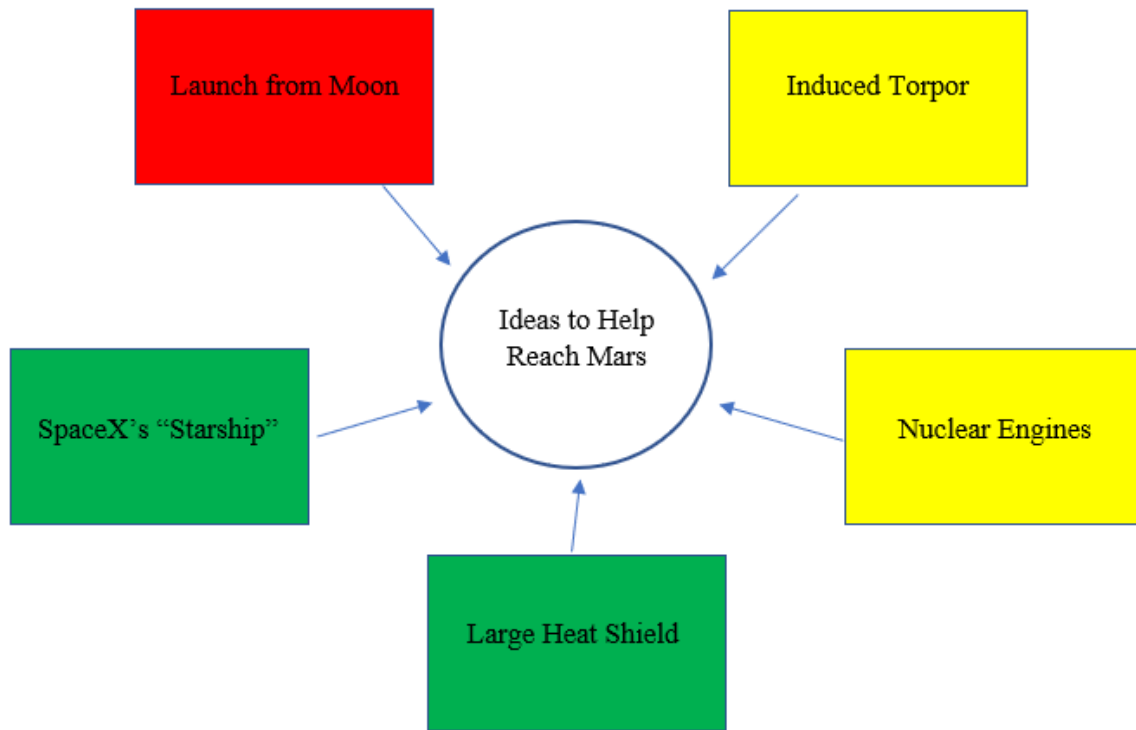 Launch from Moon
Induced Torpor
Ideas to Help
Reach Mars
SpaceX’s “Starship”
Nuclear Engines
Large Heat Shield